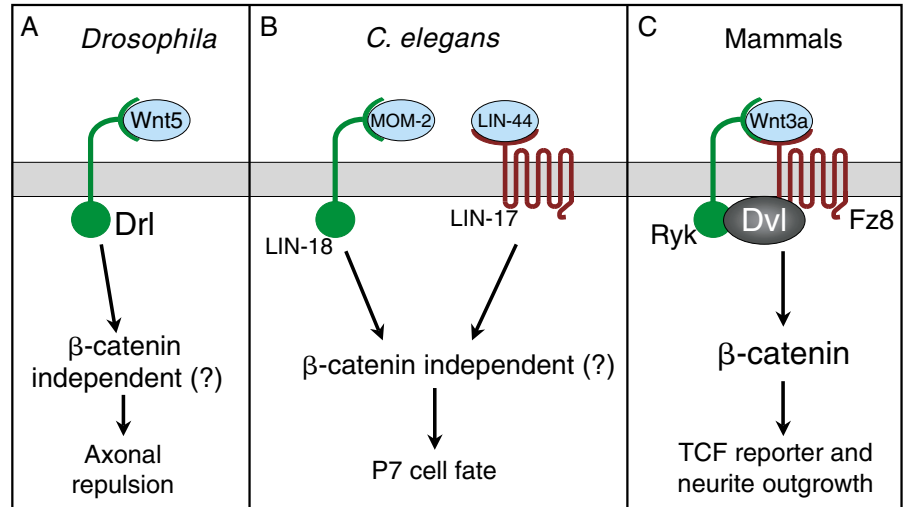 A
Drosophila
Wnt5
Drl
β-catenin
independent (?)
Axonal
repulsion
B
C. elegans
MOM-2
LIN-44
LIN-17
LIN-18
β-catenin independent (?)
P7 cell fate
C
Mammals
Wnt3a
Ryk
Dvl
Fz8
β-catenin
TCF reporter and
neurite outgrowth